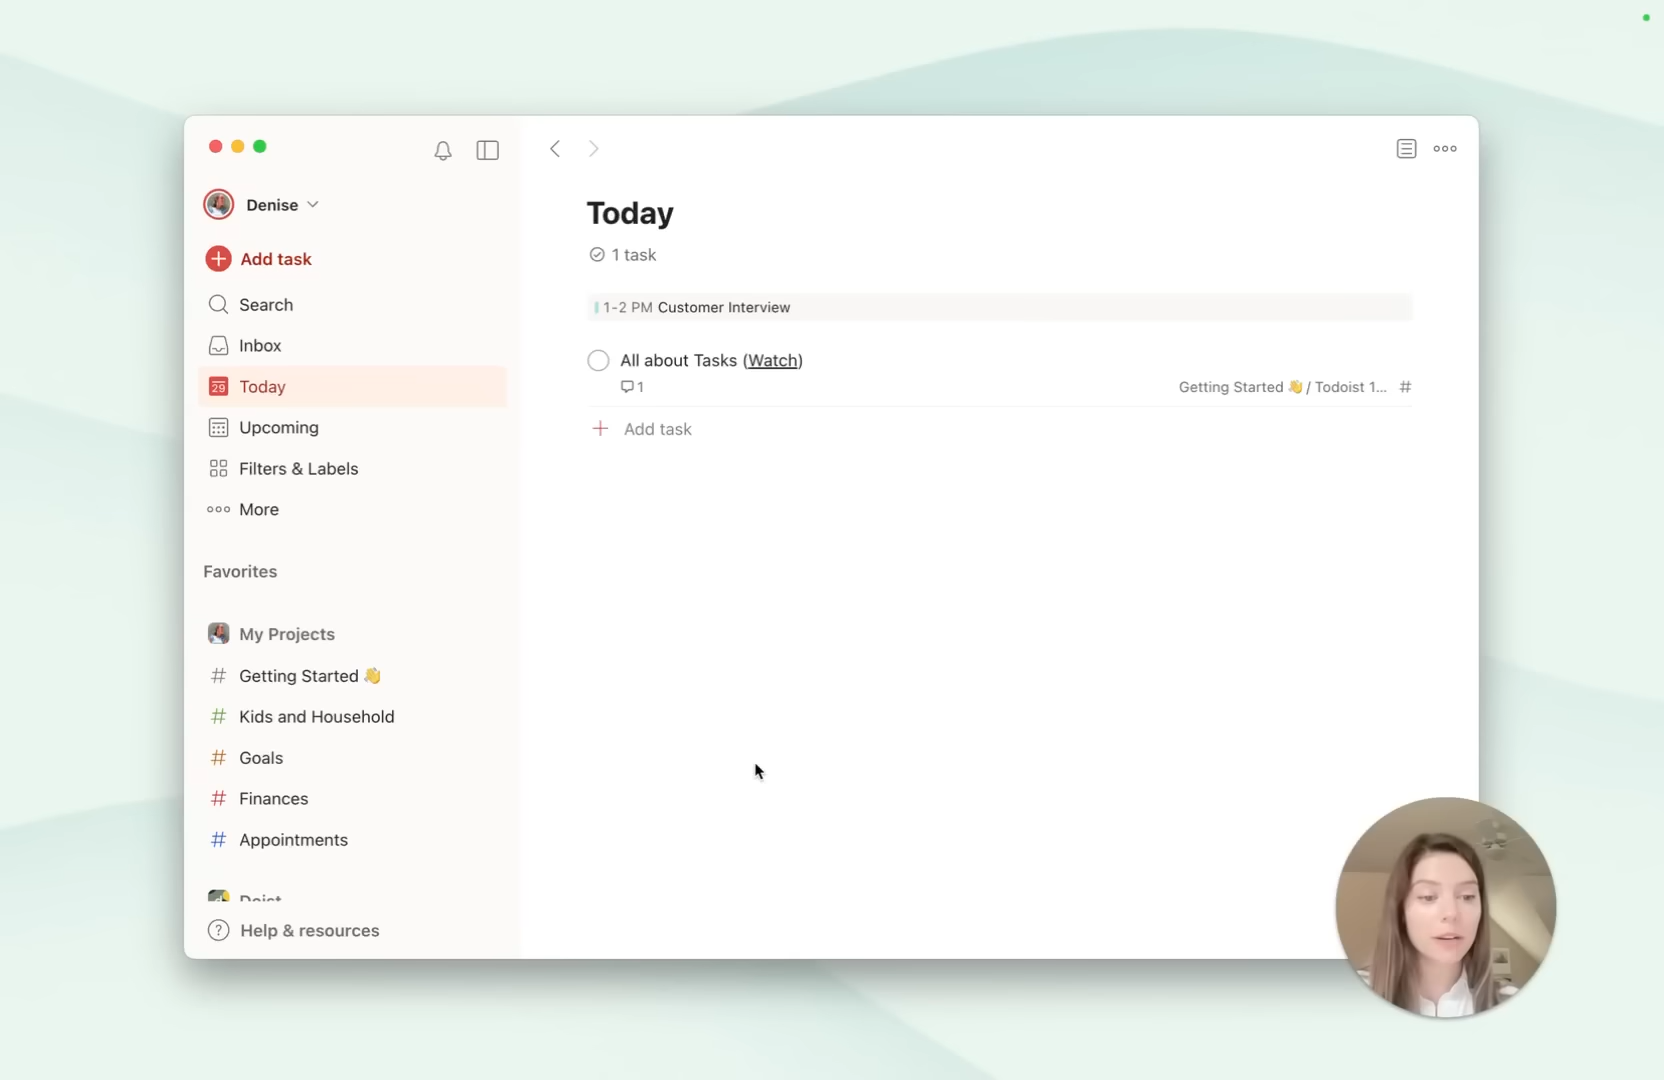 Denise
Add task
Search
Inbox
29
Today
Upcoming
Filters & Labels
More
Favorites
My Projects
# Getting Started 👋
# Kids and Household
# Goals
# Finances
# Appointments
Doist
? Help & resources
Today
1 task
1-2 PM Customer Interview
All about Tasks (Watch)
1
Getting Started 👋 / Todoist 1... #
+ Add task